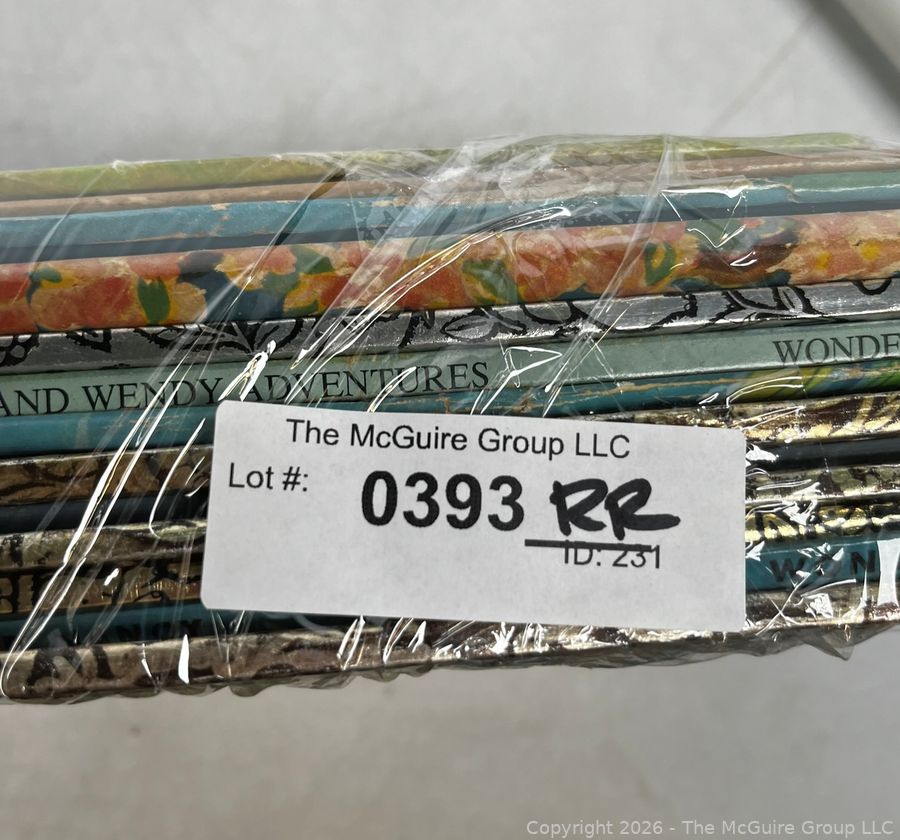 AND WENDY ADVENTURES WONDE
The McGuire Group LLC
Lot #: 0393 RR
ID: 231
WON
Copyright 2026 - The McGuire Group LLC